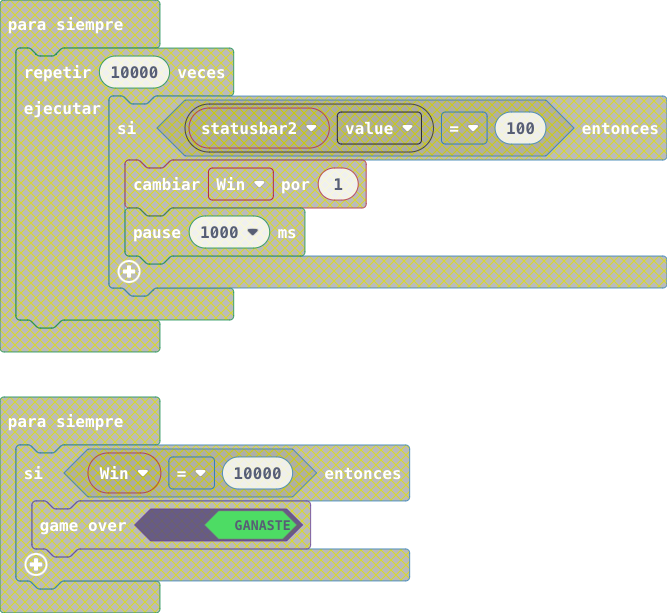 para siempre
repetir 10000 veces
ejecutar
si statusbar2 value = 100 entonces
cambiar Win por 1
pause 1000 ms
para siempre
si Win = 10000 entonces
game over GANASTE